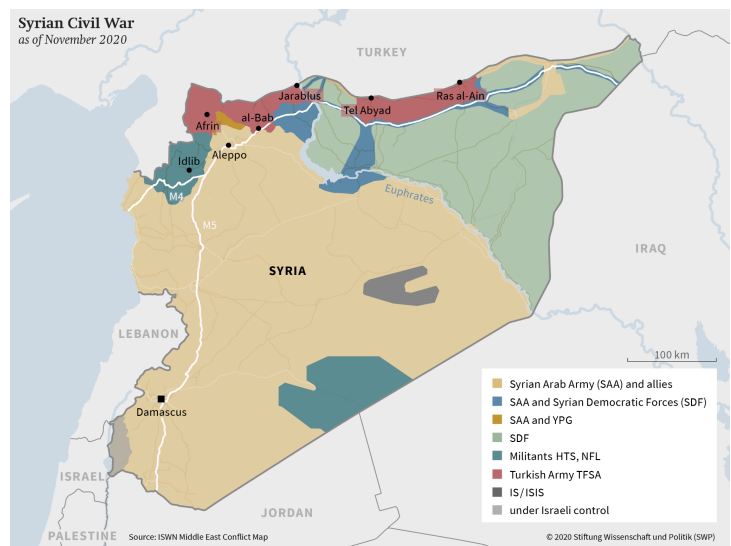 Syrian Civil War
as of November 2020
TURKEY
Jarablus
Tel Abyad
Ras al-Ain
Afrin
al-Bab
Aleppo
Idlib
M4
Euphrates
M5
IRAQ
SYRIA
LEBANON
100 km
Damascus
Syrian Arab Army (SAA) and allies
SAA and Syrian Democratic Forces (SDF)
SAA and YPG
SDF
Militants HTS, NFL
Turkish Army TFSA
IS/ISIS
under Israeli control
ISRAEL
JORDAN
PALESTINE
Source: ISWN Middle East Conflict Map
© 2020 Stiftung Wissenschaft und Politik (SWP)